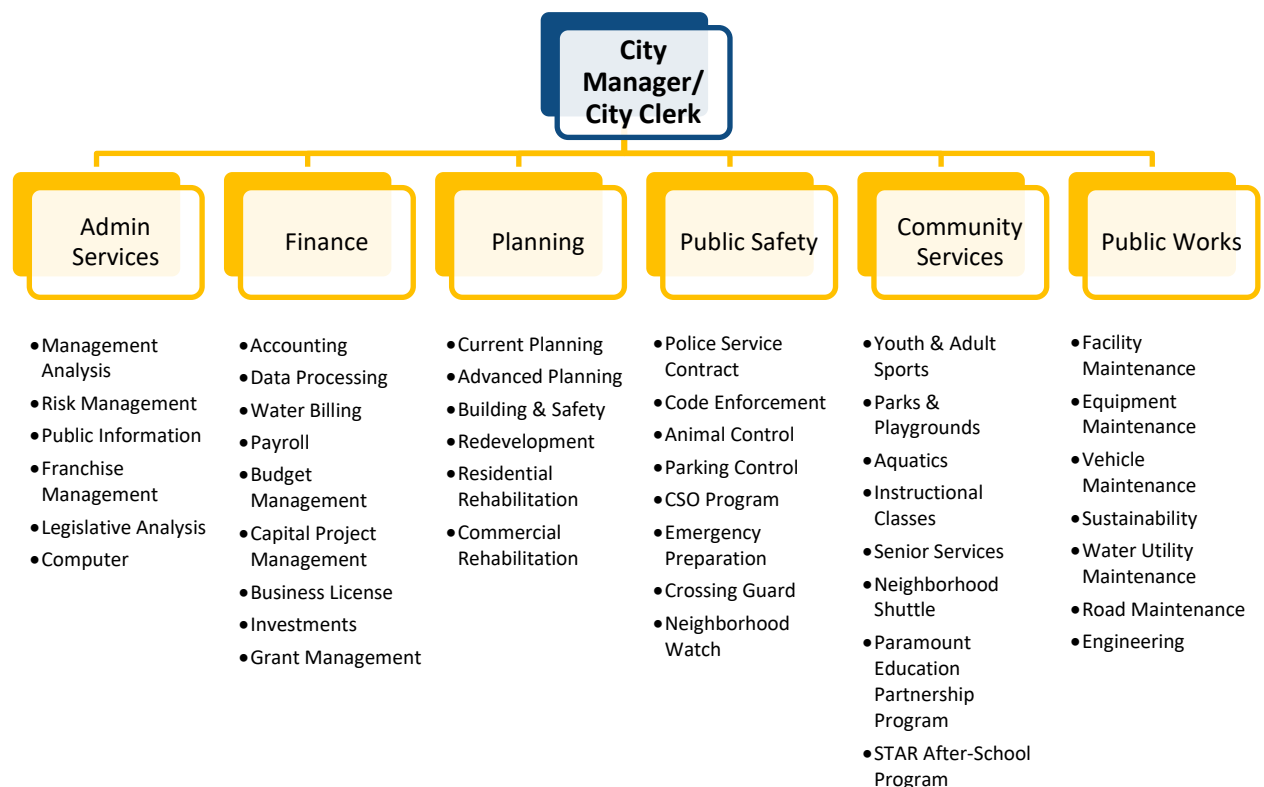 City
Manager/
City Clerk
Admin
Services
Finance
Planning
Public Safety
Community
Services
Public Works
•Management
Analysis
•Risk Management
•Public Information
•Franchise
Management
•Legislative Analysis
•Computer
•Accounting
•Data Processing
•Water Billing
•Payroll
•Budget
Management
•Capital Project
Management
•Business License
•Investments
•Grant Management
•Current Planning
•Advanced Planning
•Building & Safety
•Redevelopment
•Residential
Rehabilitation
•Commercial
Rehabilitation
•Police Service
Contract
•Code Enforcement
•Animal Control
•Parking Control
•CSO Program
•Emergency
Preparation
•Crossing Guard
•Neighborhood
Watch
•Youth & Adult
Sports
•Parks &
Playgrounds
•Aquatics
•Instructional
Classes
•Senior Services
•Neighborhood
Shuttle
•Paramount
Education
Partnership
Program
•STAR After-School
Program
•Facility
Maintenance
•Equipment
Maintenance
•Vehicle
Maintenance
•Sustainability
•Water Utility
Maintenance
•Road Maintenance
•Engineering